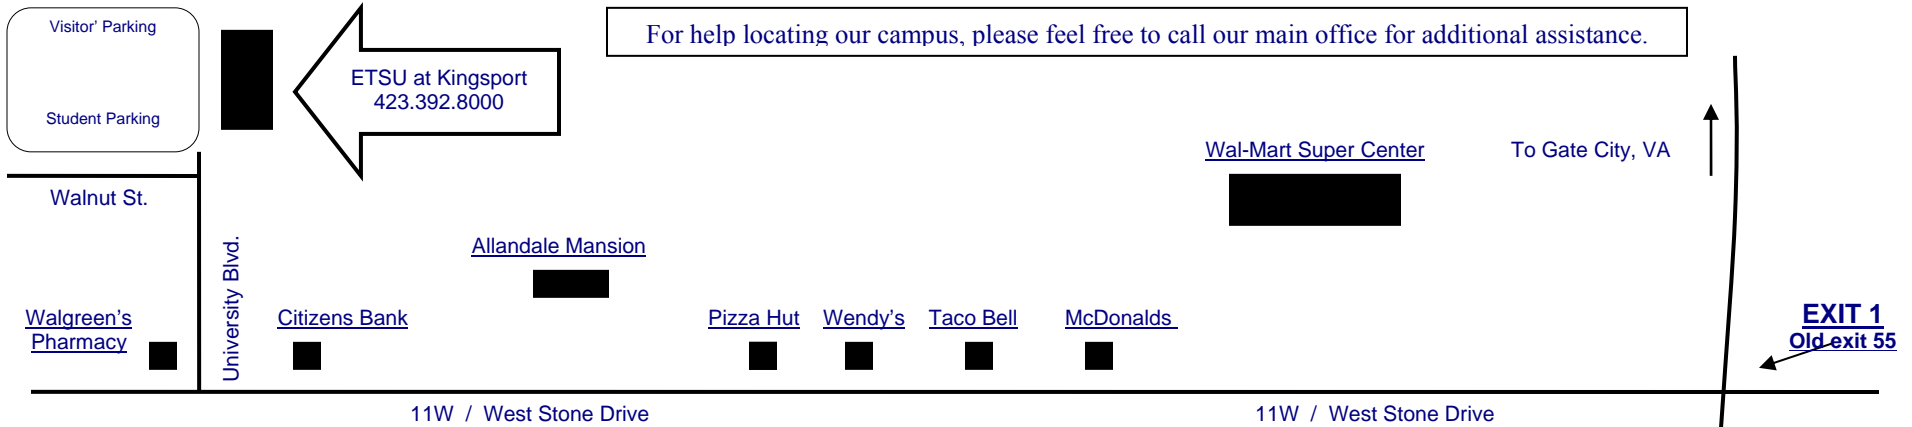 Visitor' Parking
For help locating our campus, please feel free to call our main office for additional assistance.
ETSU at Kingsport
423.392.8000
Student Parking
Wal-Mart Super Center
To Gate City, VA
Walnut St.
University Blvd.
Allandale Mansion
Walgreen's
Pharmacy
Citizens Bank
Pizza Hut
Wendy's
Taco Bell
McDonalds
EXIT 1
Old exit 55
11W / West Stone Drive
11W / West Stone Drive